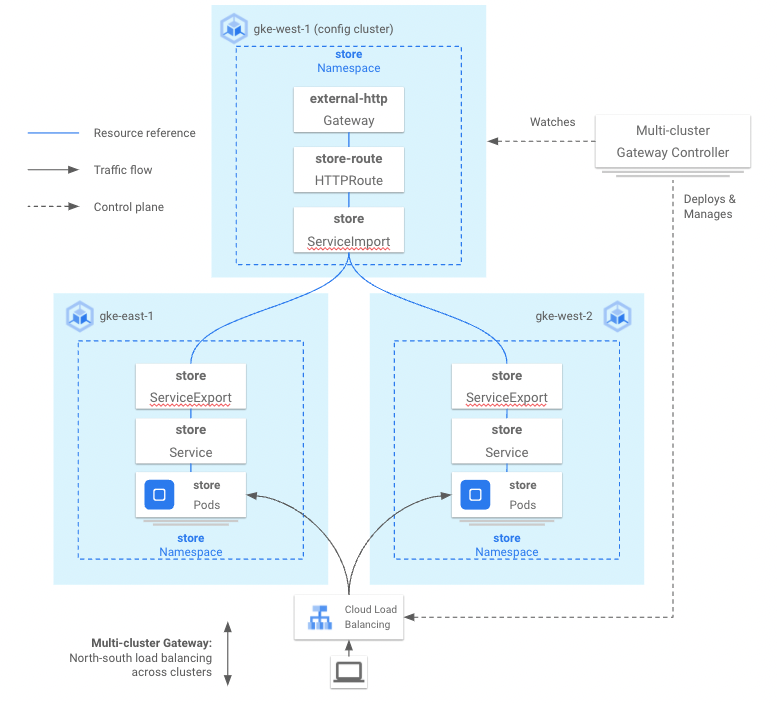 gke-west-1 (config cluster)
store
Namespace
external-http
Gateway
store-route
HTTPRoute
store
ServiceImport
Resource reference
Traffic flow
Control plane
Watches
Multi-cluster
Gateway Controller
Deploys &
Manages
gke-east-1
store
ServiceExport
store
Service
store
Pods
store
Namespace
gke-west-2
store
ServiceExport
store
Service
store
Pods
store
Namespace
Cloud Load
Balancing
Multi-cluster Gateway:
North-south load balancing
across clusters